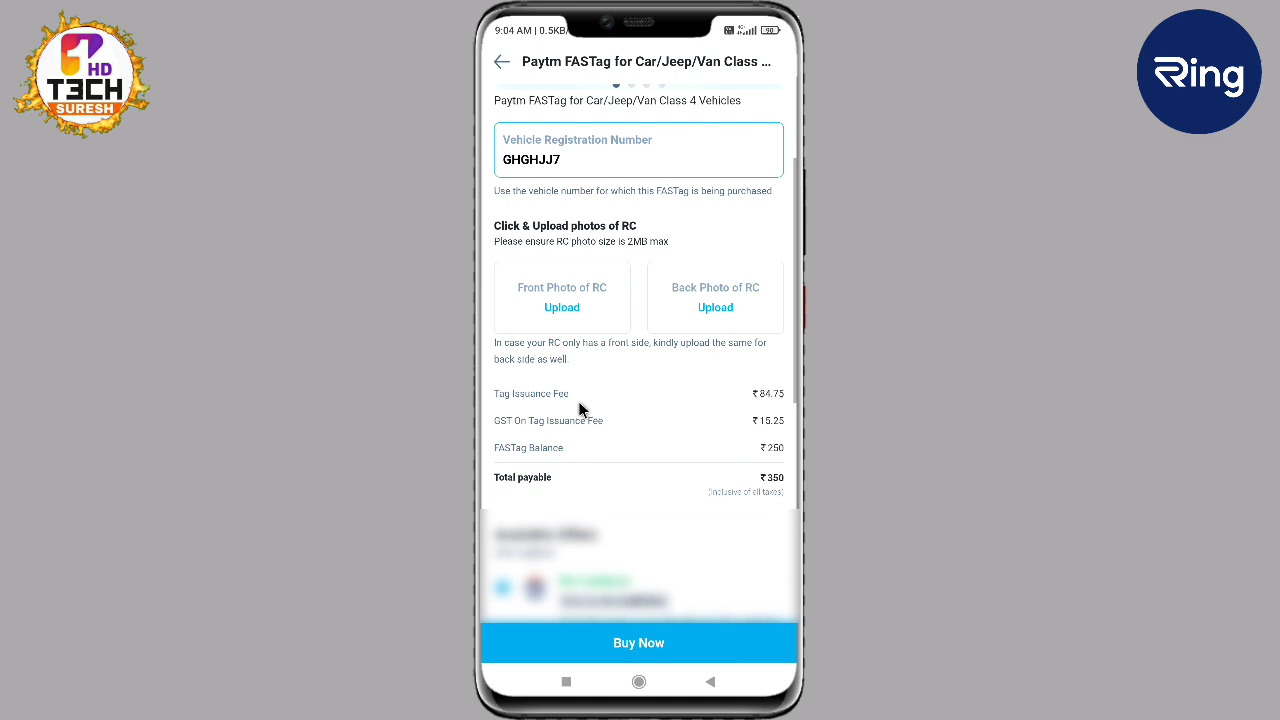 HD
T3CH
SURESH
Ring
9:04 AM | 0.5KB/
4G
90
Paytm FASTag for Car/Jeep/Van Class ...
Paytm FASTag for Car/Jeep/Van Class 4 Vehicles
Vehicle Registration Number
GHGHJJ7
Use the vehicle number for which this FASTag is being purchased
Click & Upload photos of RC
Please ensure RC photo size is 2MB max
Front Photo of RC
Upload
Back Photo of RC
Upload
In case your RC only has a front side, kindly upload the same for
back side as well.
Tag Issuance Fee ₹ 84.75
GST On Tag Issuance Fee ₹ 15.25
FASTag Balance ₹ 250
Total payable ₹ 350
(Inclusive of all taxes)
Buy Now